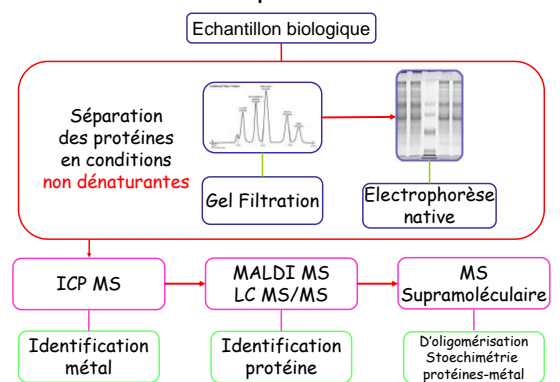 Echantillon biologique
Séparation
des protéines
en conditions
non dénaturantes
Gel Filtration
Electrophorèse
native
ICP MS
MALDI MS
LC MS/MS
MS
Supramoléculaire
Identification
métal
Identification
protéine
D'oligomérisation
Stoechimétrie
protéines-métal